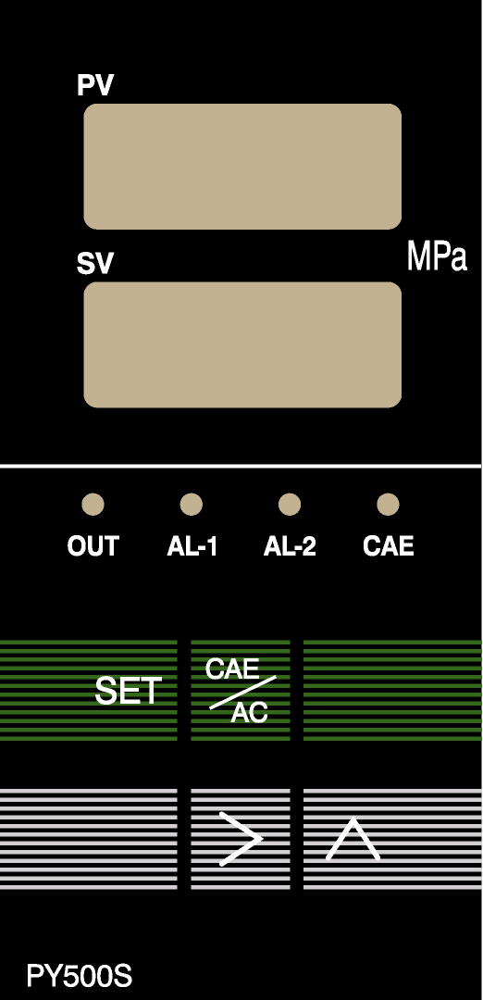 PV
SV
MPa
OUT AL-1 AL-2 CAE
SET CAE
AC
PY500S